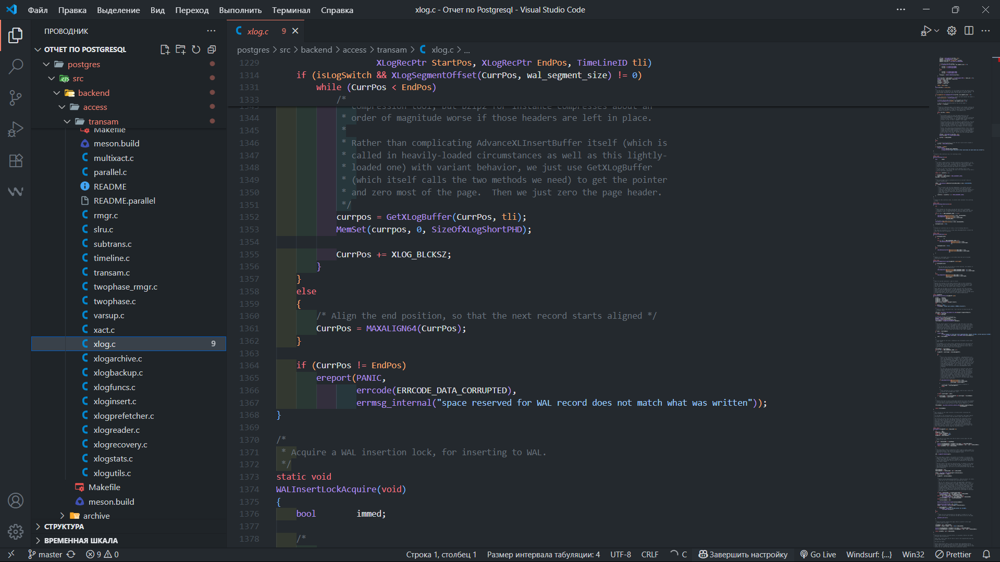 Файл Правка Выделение Вид Переход Выполнить Терминал Справка
xlog.c - Отчет по Postgresql - Visual Studio Code
ПРОВОДНИК
ОТЧЕТ ПО POSTGRESQL
postgres
src
backend
access
transam
Makefile
meson.build
multixact.c
parallel.c
README
README.parallel
rmgr.c
slru.c
subtrans.c
timeline.c
transam.c
twophase_rmgr.c
twophase.c
varsup.c
xact.c
xlog.c 9
xlogarchive.c
xlogbackup.c
xlogfuncs.c
xloginsert.c
xlogprefetcher.c
xlogreader.c
xlogrecovery.c
xlogstats.c
xlogutils.c
Makefile
meson.build
archive
СТРУКТУРА
ВРЕМЕННАЯ ШКАЛА
xlog.c 9
postgres > src > backend > access > transam > xlog.c > ...
1229 XLogRecPtr StartPos, XLogRecPtr EndPos, TimeLineID tli)
1314 if (isLogSwitch && XLogSegmentOffset(CurrPos, wal_segment_size) != 0)
1331 while (CurrPos < EndPos)
1333 /*
1343 compression tool, but bzip2 for instance compresses about an
1344 * order of magnitude worse if those headers are left in place.
1345 *
1346 * Rather than complicating AdvanceXLInsertBuffer itself (which is
1347 * called in heavily-loaded circumstances as well as this lightly-
1348 * loaded one) with variant behavior, we just use GetXLogBuffer
1349 * (which itself calls the two methods we need) to get the pointer
1350 * and zero most of the page.  Then we just zero the page header.
1351 */
1352 currpos = GetXLogBuffer(CurrPos, tli);
1353 MemSet(currpos, 0, SizeOfXLogShortPHD);
1354
1355 CurrPos += XLOG_BLCKSZ;
1356 }
1357 }
1358 else
1359 {
1360 /* Align the end position, so that the next record starts aligned */
1361 CurrPos = MAXALIGN64(CurrPos);
1362 }
1363
1364 if (CurrPos != EndPos)
1365 ereport(PANIC,
1366 errcode(ERRCODE_DATA_CORRUPTED),
1367 errmsg_internal("space reserved for WAL record does not match what was written"));
1368 }
1369
1370 /*
1371 * Acquire a WAL insertion lock, for inserting to WAL.
1372 */
1373 static void
1374 WALInsertLockAcquire(void)
1375 {
1376 bool immed;
1377
1378 /*
master 9 0
Строка 1, столбец 1 Размер интервала табуляции: 4 UTF-8 CRLF C Завершить настройку Go Live Windsurf: {...} Win32 Prettier